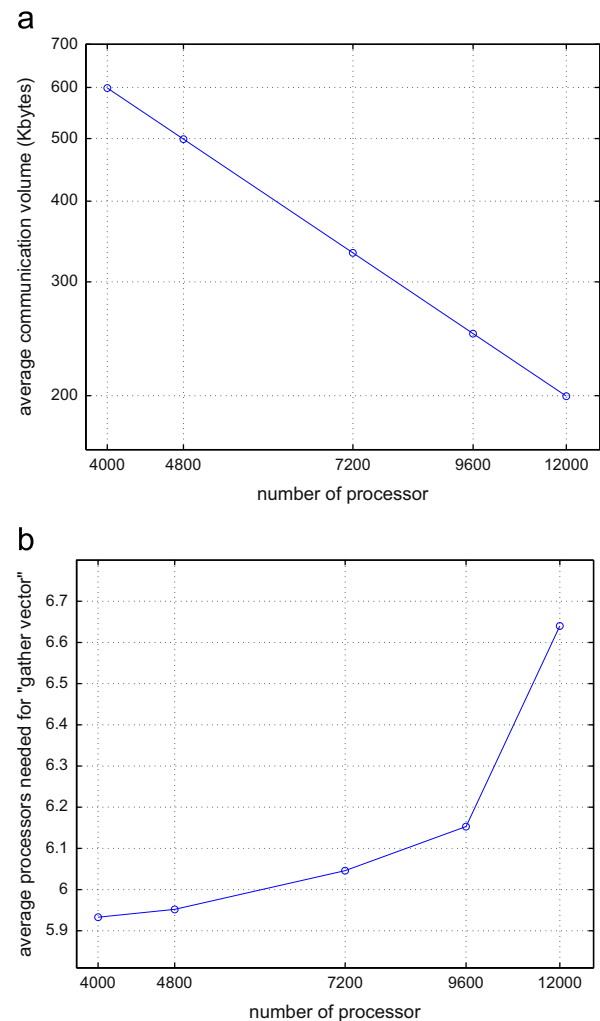 a
700
600
500
400
300
200
average communication volume (Kbytes)
4000 4800 7200 9600 12000
number of processor
b
6.7
6.6
6.5
6.4
6.3
6.2
6.1
6
5.9
average processors needed for "gather vector"
4000 4800 7200 9600 12000
number of processor